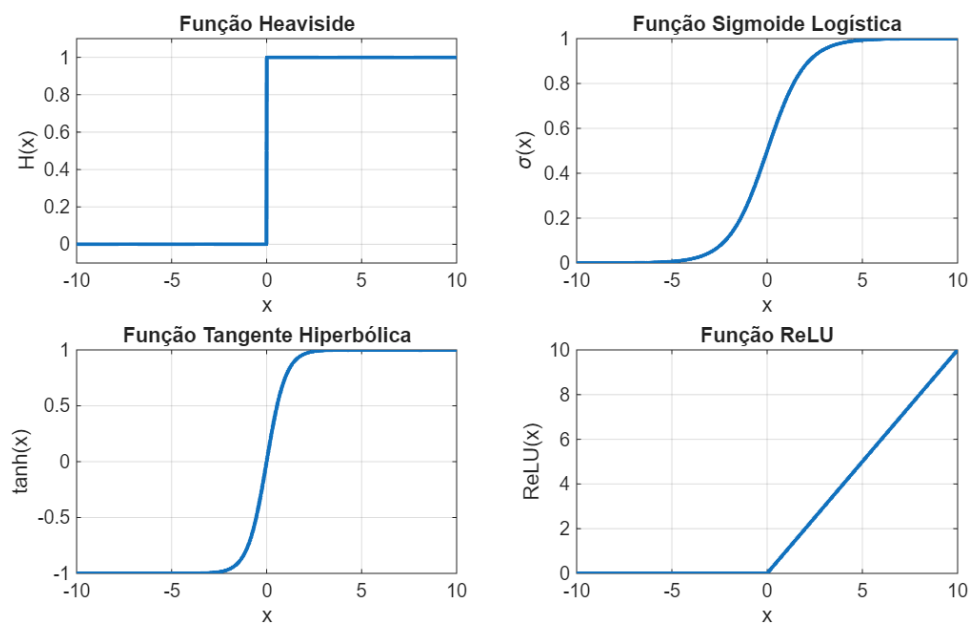 Função Heaviside
1
0.8
0.6
0.4
0.2
0
H(x)
-10 -5 0 5 10
x
Função Sigmoide Logística
1
0.8
0.6
0.4
0.2
0
σ(x)
-10 -5 0 5 10
x
Função Tangente Hiperbólica
1
0.5
0
-0.5
-1
tanh(x)
-10 -5 0 5 10
x
Função ReLU
10
8
6
4
2
0
ReLU(x)
-10 -5 0 5 10
x